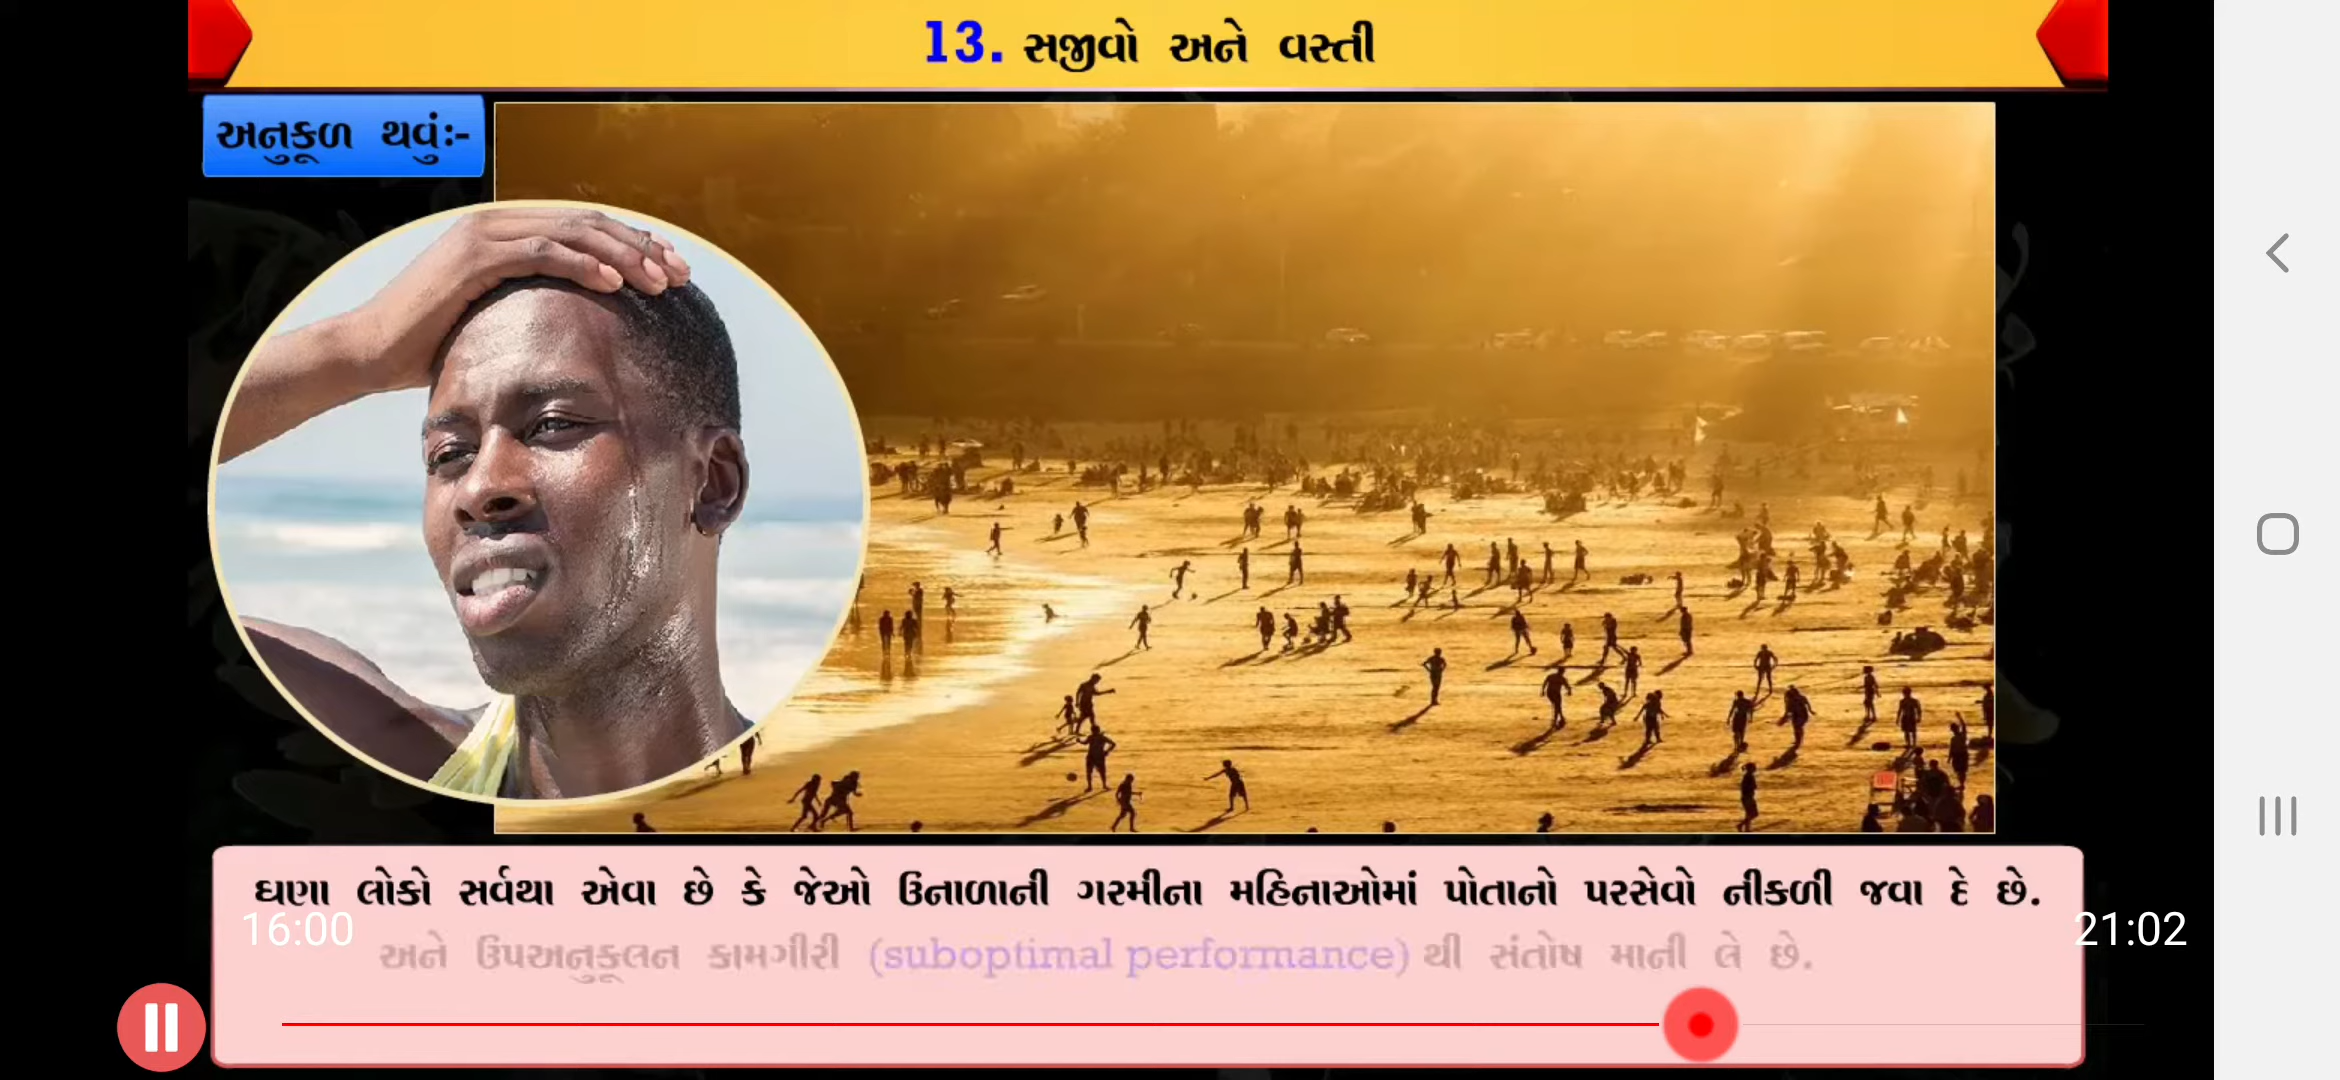 13. સજીવો અને વસ્તી
અનુકૂળ થવું:-
ઘણા લોકો સર્વથા એવા છે કે જેઓ ઉનાળાની ગરમીના મહિનાઓમાં પોતાનો પરસેવો નીકળી જવા દે છે.
16:00
21:02
અને ઉપઅનુકૂલન કામગીરી (suboptimal performance) થી સંતોષ માની લે છે.